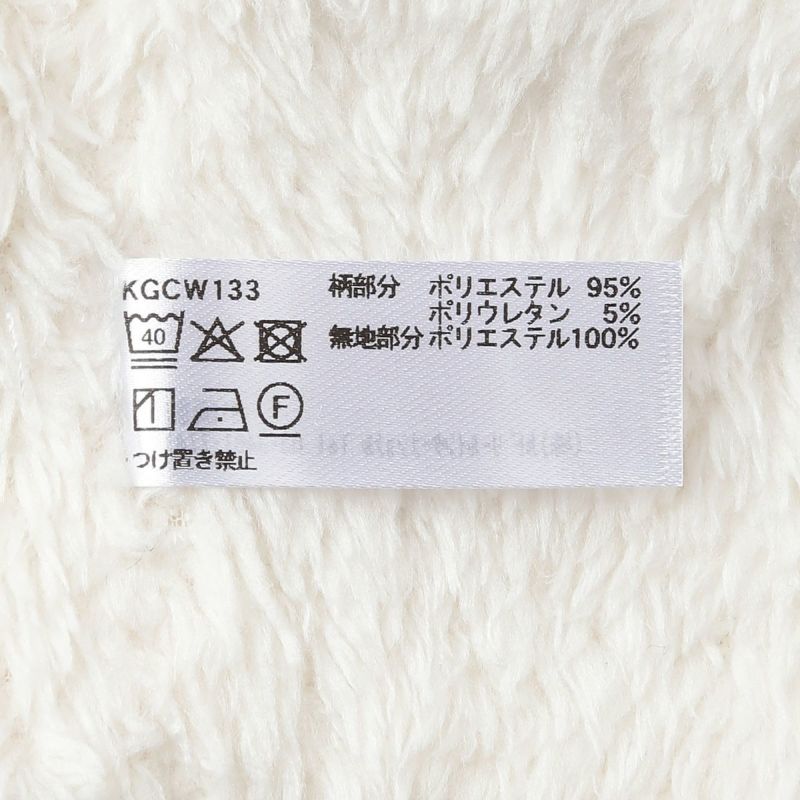 KGCW133
柄部分 ポリエステル 95%
ポリウレタン 5%
無地部分 ポリエステル100%
40
F
・つけ置き禁止